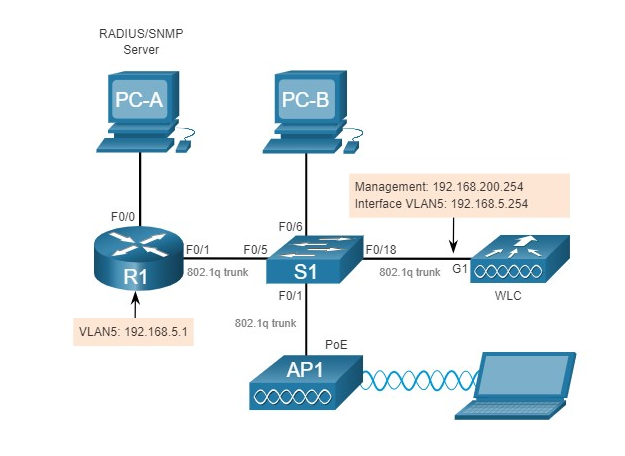 RADIUS/SNMP
Server
PC-A
PC-B
Management: 192.168.200.254
Interface VLAN5: 192.168.5.254
F0/0
F0/6
F0/1
F0/5
F0/18
R1
802.1q trunk
S1
802.1q trunk
G1
WLC
F0/1
VLAN5: 192.168.5.1
802.1q trunk
PoE
AP1